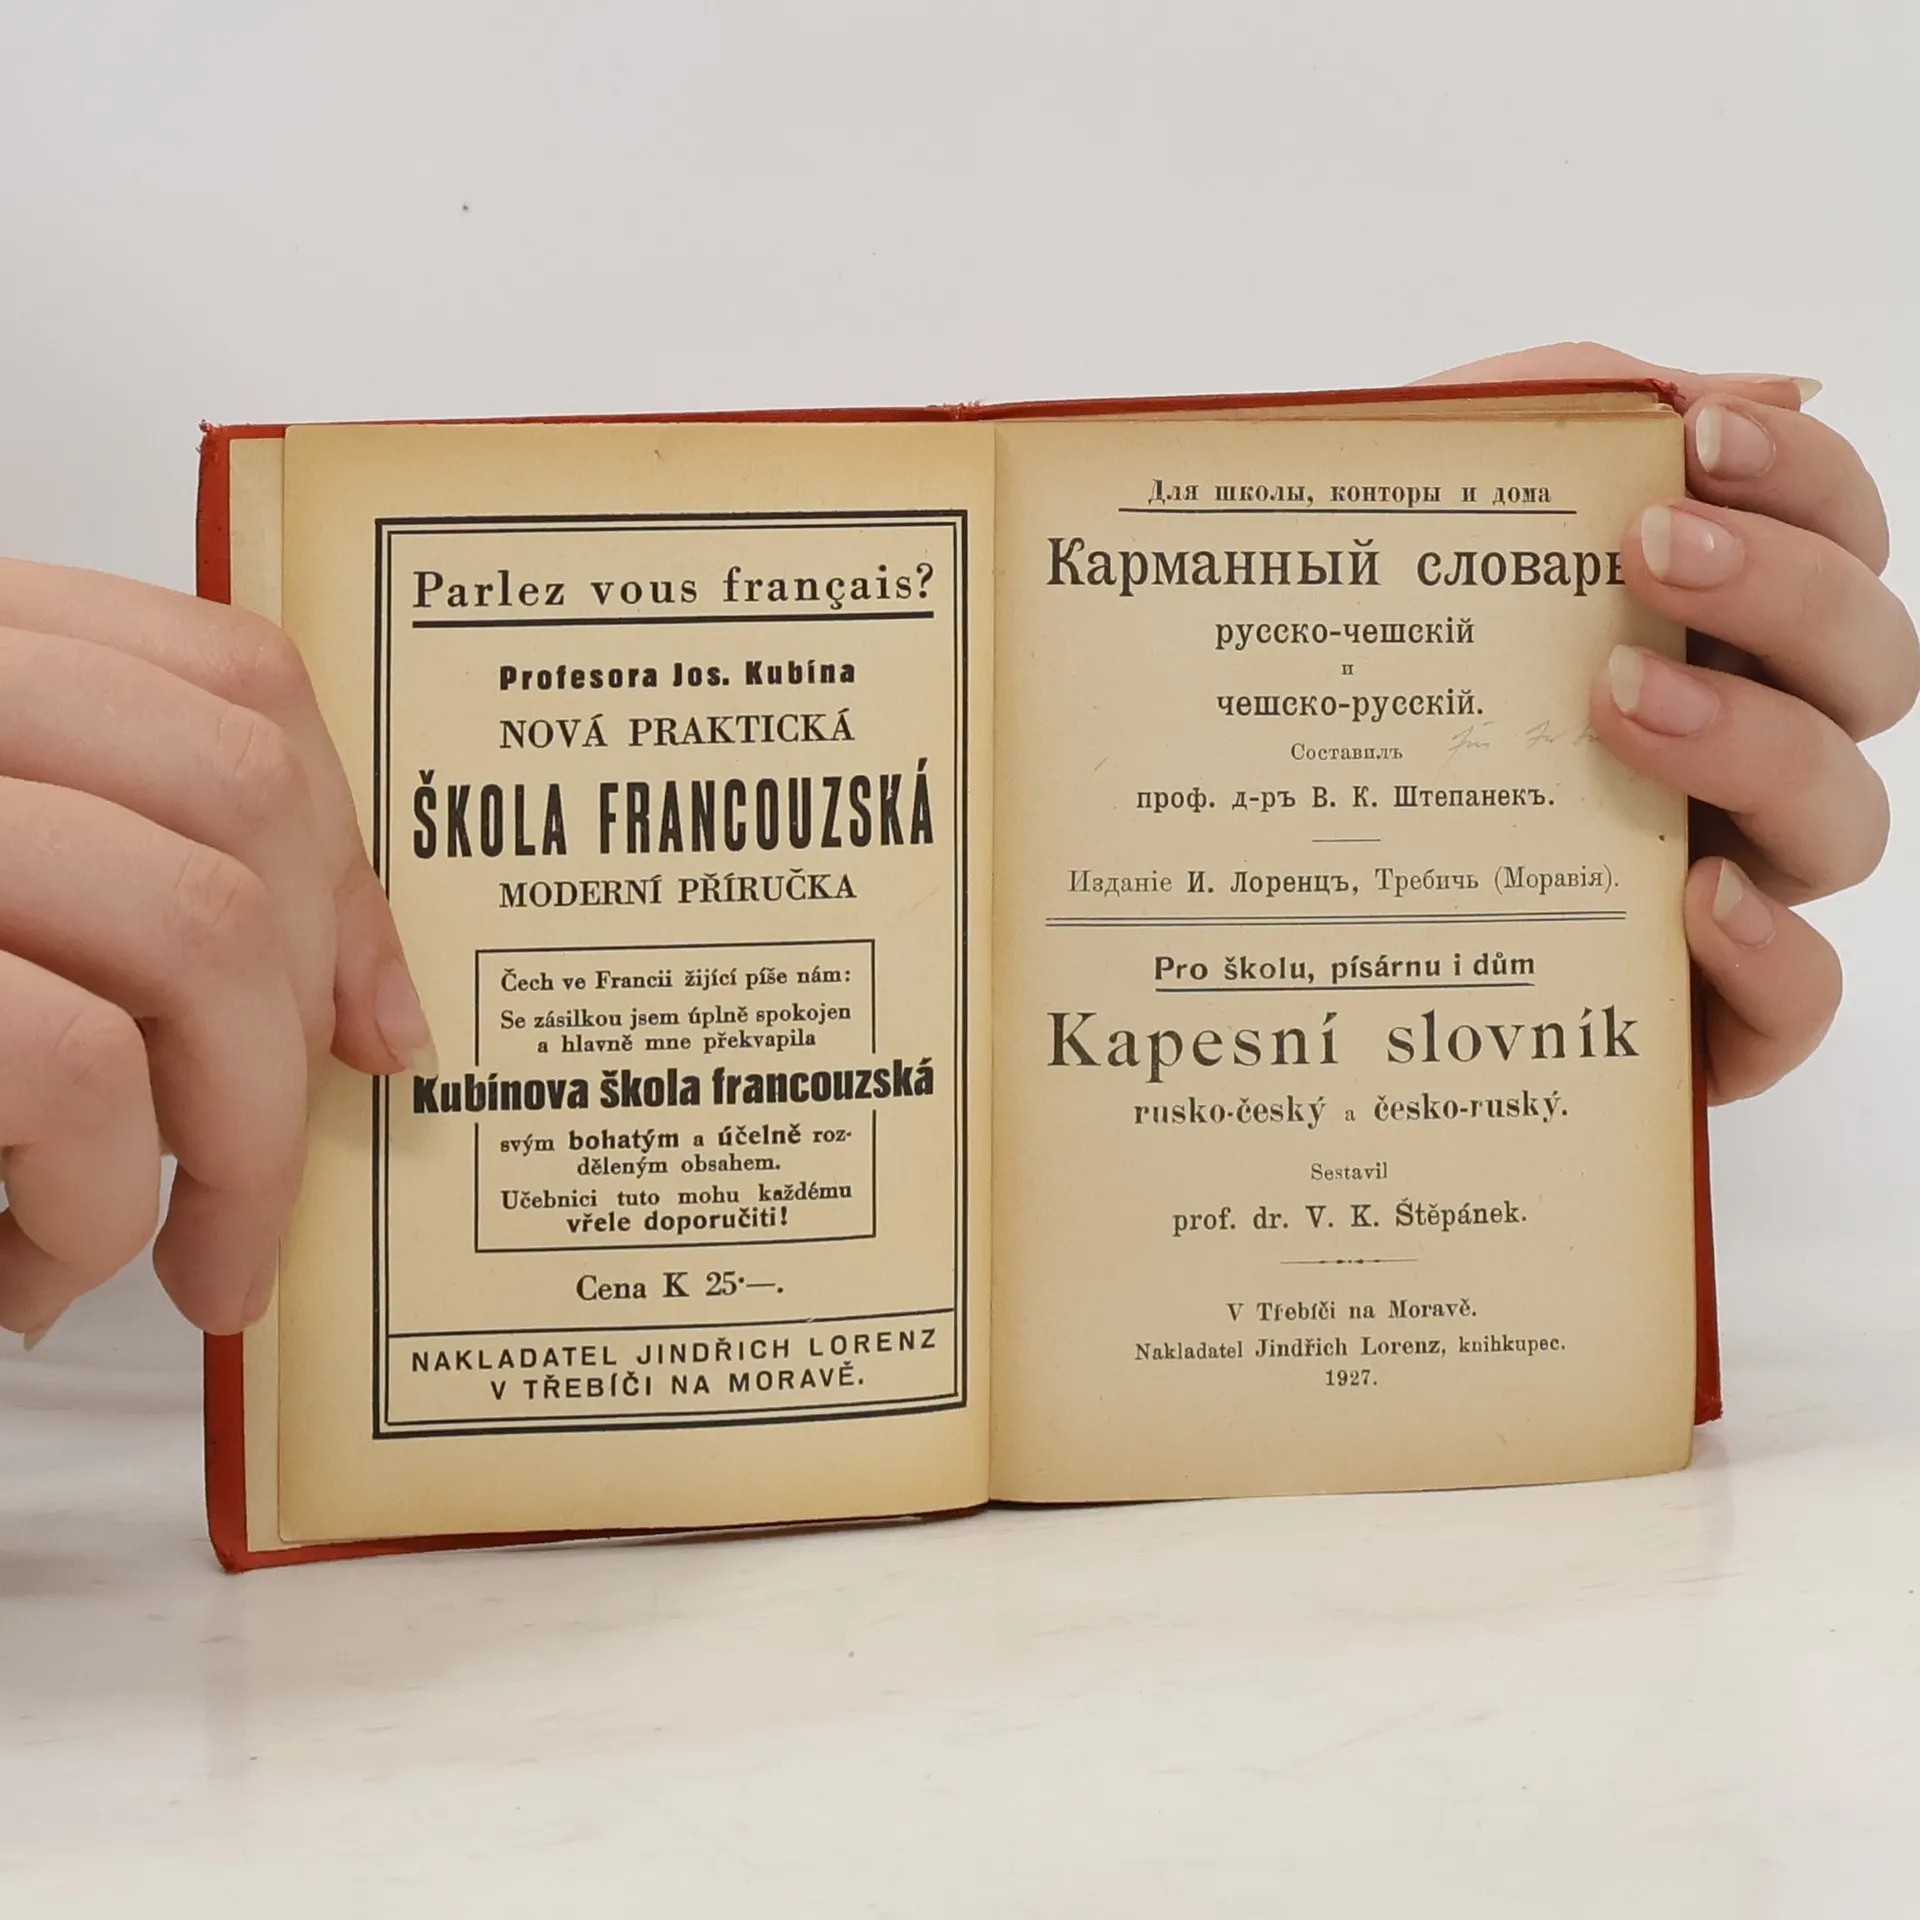 Parlez vous français?
Profesora Jos. Kubína
NOVÁ PRAKTICKÁ
ŠKOLA FRANCOUZSKÁ
MODERNÍ PŘÍRUČKA
Čech ve Francii žijící píše nám:
Se zásilkou jsem úplně spokojen
a hlavně mne překvapila
Kubínova škola francouzská
svým bohatým a účelně roz-
děleným obsahem.
Učebnici tuto mohu každému
vřele doporučiti!
Cena K 25·—.
NAKLADATEL JINDŘICH LORENZ
V TŘEBÍČI NA MORAVĚ.
Для школы, конторы и дома
Карманный словарь
русско-чешскій
и
чешско-русскій.
Составилъ
проф. д-ръ В. К. Штепанекъ.
Изданіе И. Лоренцъ, Требичь (Моравія).
Pro školu, písárnu i dům
Kapesní slovník
rusko-český a česko-ruský.
Sestavil
prof. dr. V. K. Štěpánek.
V Třebíči na Moravě.
Nakladatel Jindřich Lorenz, knihkupec.
1927.